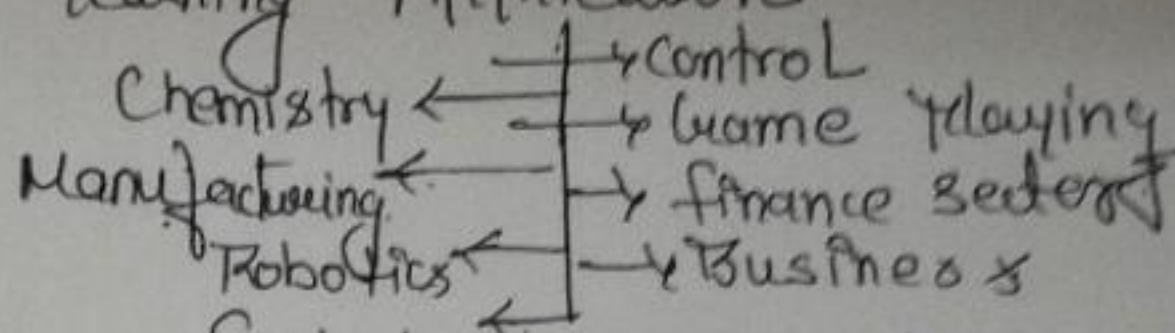 Control
Chemistry
Game Playing
Manufacturing
finance sector
Robotics
Business